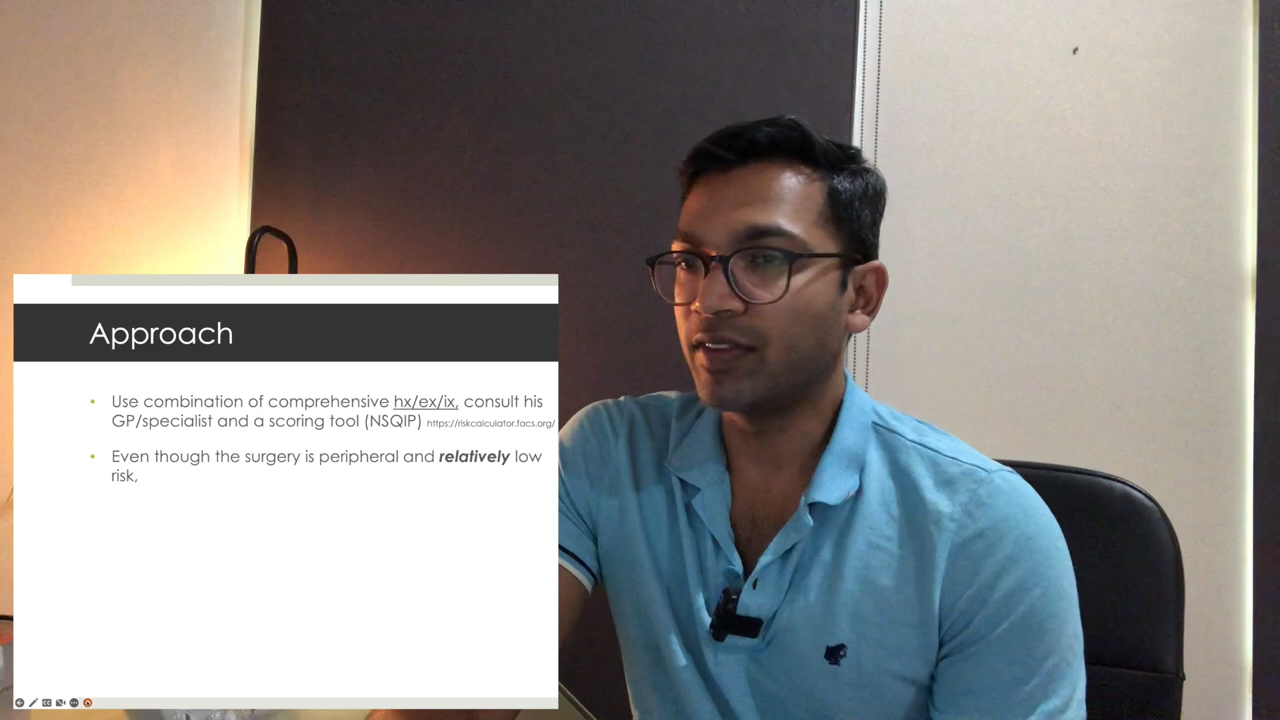 Approach
• Use combination of comprehensive hx/ex/ix, consult his
GP/specialist and a scoring tool (NSQIP) https://riskcalculator.facs.org/
• Even though the surgery is peripheral and relatively low
risk,